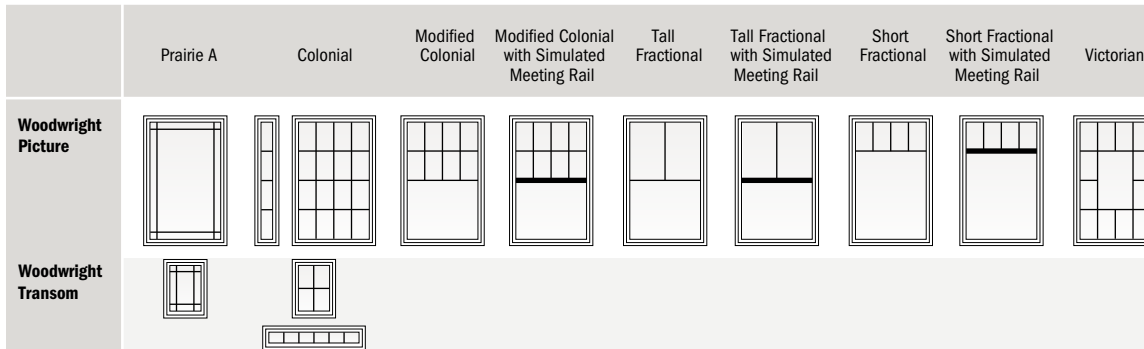 Prairie A
Colonial
Modified
Colonial
Modified Colonial
with Simulated
Meeting Rail
Tall
Fractional
Tall Fractional
with Simulated
Meeting Rail
Short
Fractional
Short Fractional
with Simulated
Meeting Rail
Victorian
Woodwright
Picture
Woodwright
Transom